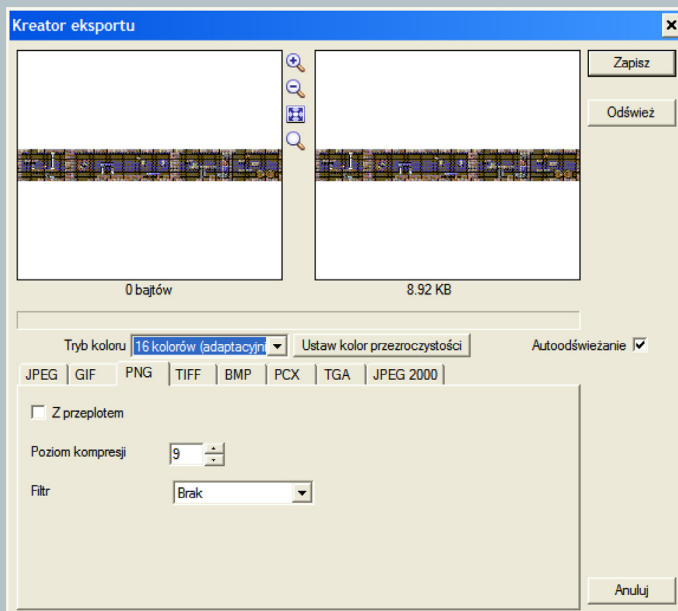 Kreator eksportu
Zapisz
Odśwież
0 bajtów
8.92 KB
Tryb koloru 16 kolorów (adaptacyjni Ustaw kolor przezroczystości Autoodświeżanie
JPEG GIF PNG TIFF BMP PCX TGA JPEG 2000
Z przeplotem
Poziom kompresji 9
Filtr Brak
Anuluj